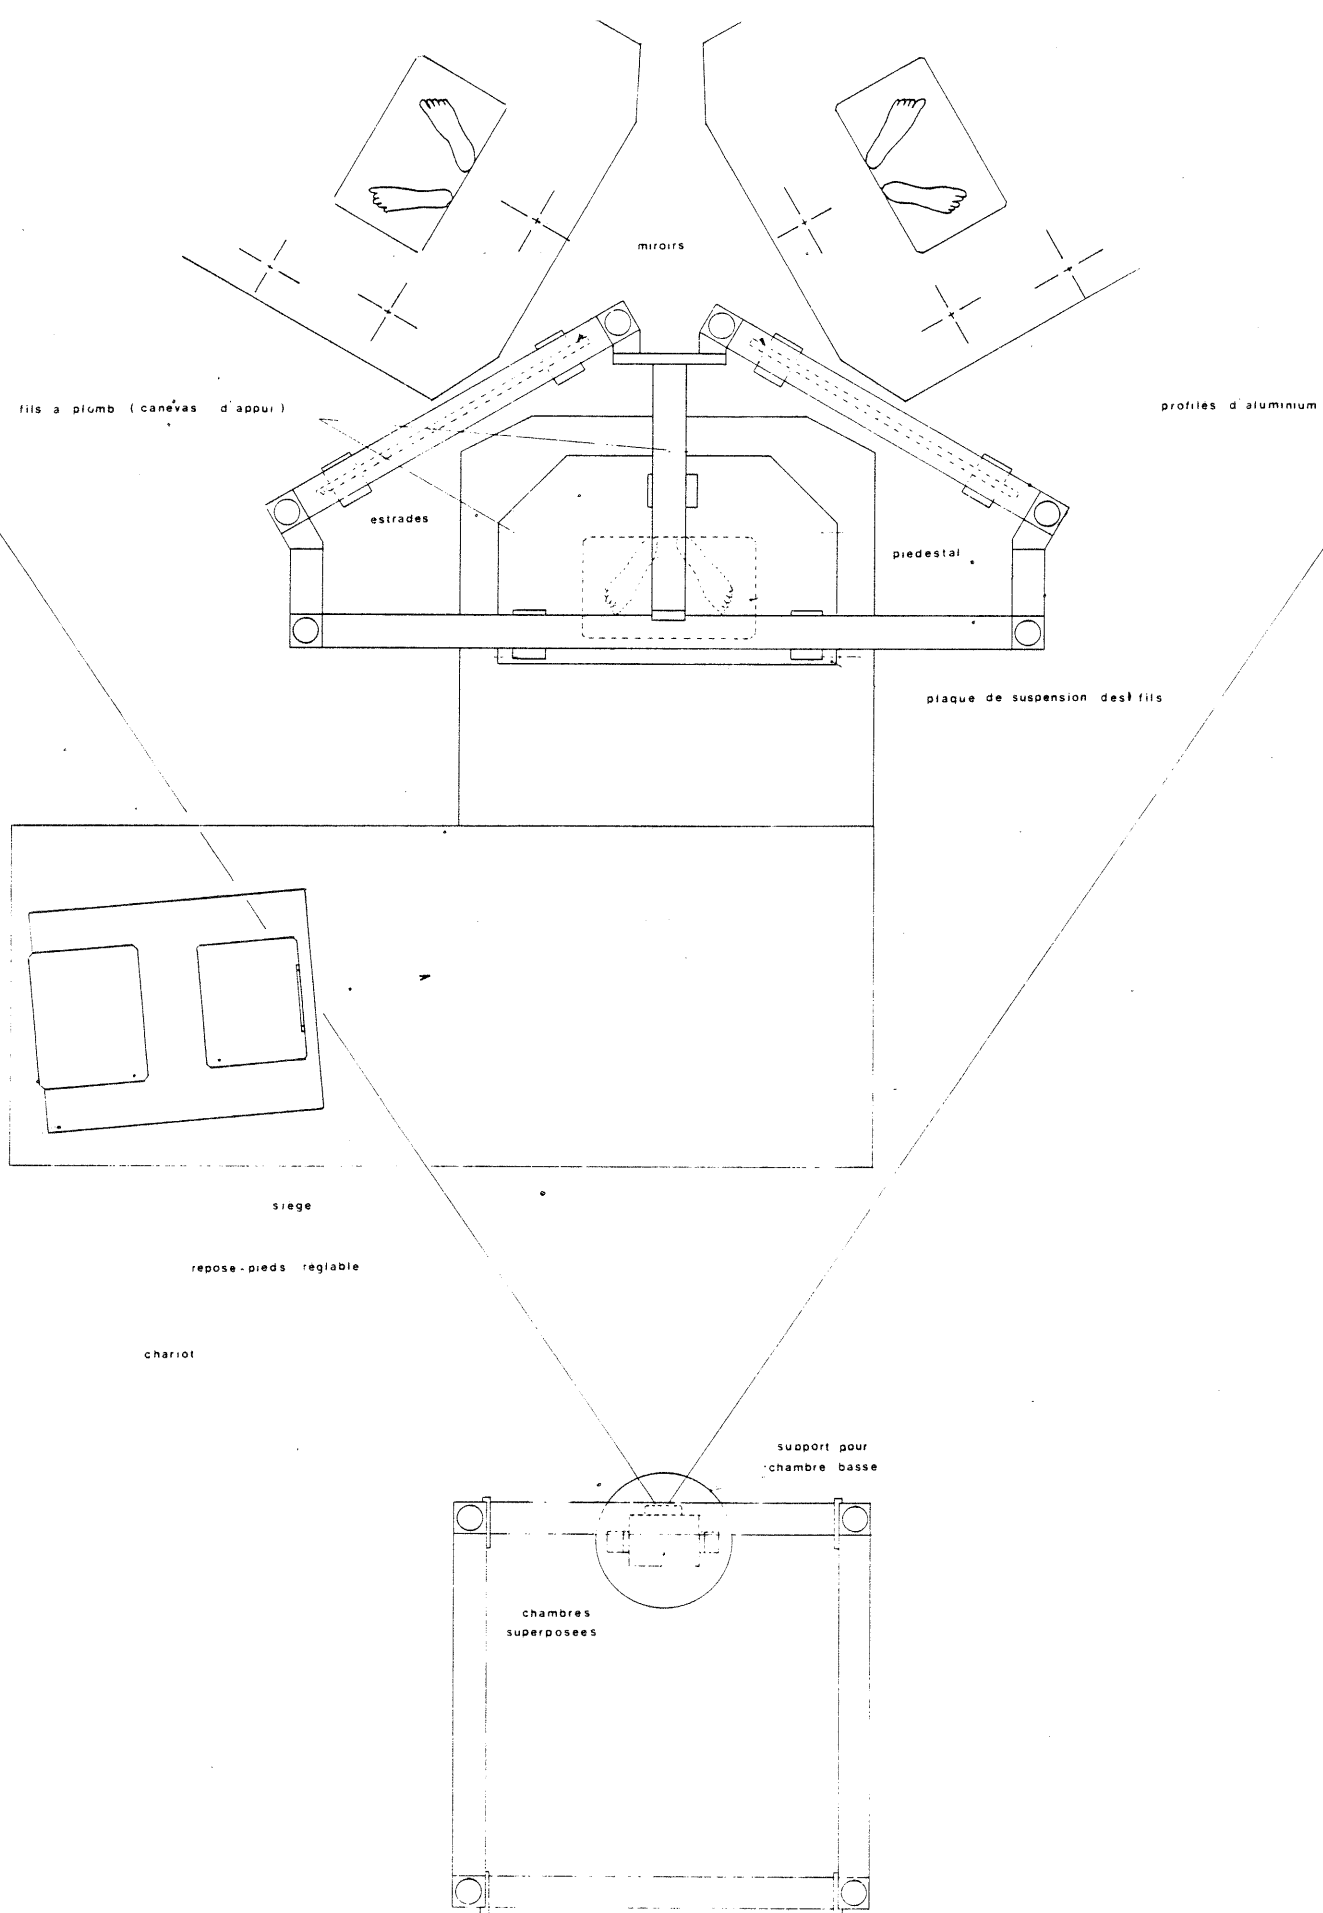 miroirs
fils a plomb (canevas d'appui)
profiles d'aluminium
estrades
piedestal
plaque de suspension des fils
siege
repose-pieds reglable
chariot
support pour
chambre basse
chambres
superposees